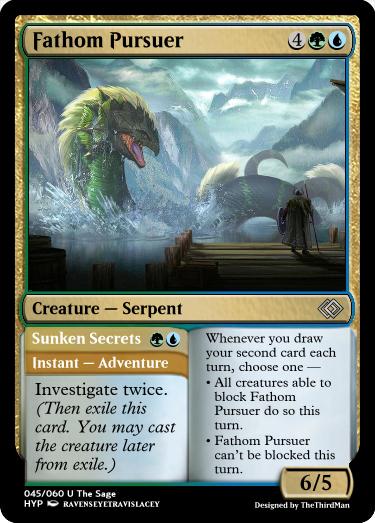 Fathom Pursuer 4
Creature — Serpent
Sunken Secrets
Instant — Adventure
Investigate twice.
(Then exile this
card. You may cast
the creature later
from exile.)
Whenever you draw
your second card each
turn, choose one —
• All creatures able to
block Fathom
Pursuer do so this
turn.
• Fathom Pursuer
can't be blocked this
turn.
6/5
045/060 U The Sage
HYP RAVENSEYETRAVISLACEY
Designed by TheThirdMan